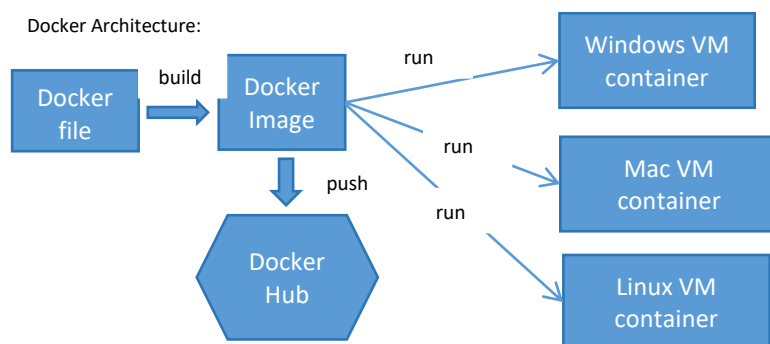 Docker Architecture:
Docker
file
build
Docker
Image
push
Docker
Hub
run
Windows VM
container
run
Mac VM
container
run
Linux VM
container